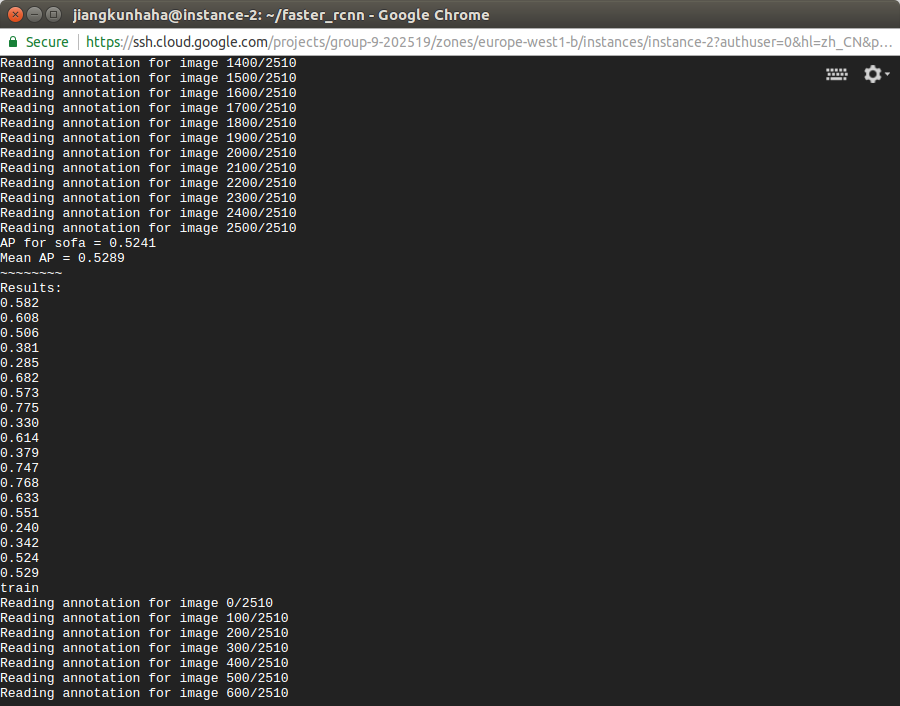 jiangkunhaha@instance-2: ~/faster_rcnn - Google Chrome
Secure https://ssh.cloud.google.com/projects/group-9-202519/zones/europe-west1-b/instances/instance-2?authuser=0&hl=zh_CN&p...
Reading annotation for image 1400/2510
Reading annotation for image 1500/2510
Reading annotation for image 1600/2510
Reading annotation for image 1700/2510
Reading annotation for image 1800/2510
Reading annotation for image 1900/2510
Reading annotation for image 2000/2510
Reading annotation for image 2100/2510
Reading annotation for image 2200/2510
Reading annotation for image 2300/2510
Reading annotation for image 2400/2510
Reading annotation for image 2500/2510
AP for sofa = 0.5241
Mean AP = 0.5289
~~~~~~~~
Results:
0.582
0.608
0.506
0.381
0.285
0.682
0.573
0.775
0.330
0.614
0.379
0.747
0.768
0.633
0.551
0.240
0.342
0.524
0.529
train
Reading annotation for image 0/2510
Reading annotation for image 100/2510
Reading annotation for image 200/2510
Reading annotation for image 300/2510
Reading annotation for image 400/2510
Reading annotation for image 500/2510
Reading annotation for image 600/2510